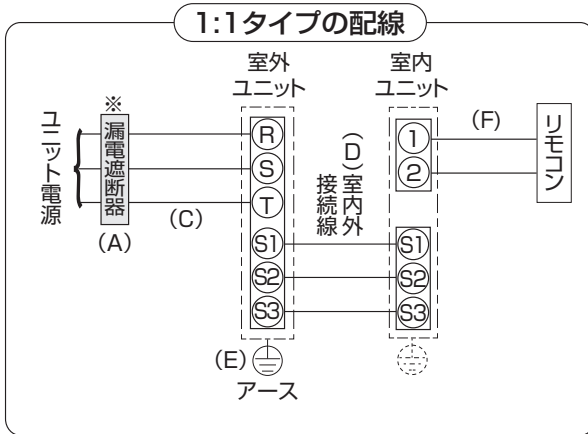 1:1タイプの配線
室外
ユニット
室内
ユニット
ユニット電源
※
漏電遮断器
(A)
(C)
R
S
T
S1
S2
S3
(E)
アース
(D)室内外
接続線
1
2
S1
S2
S3
(F)
リモコン